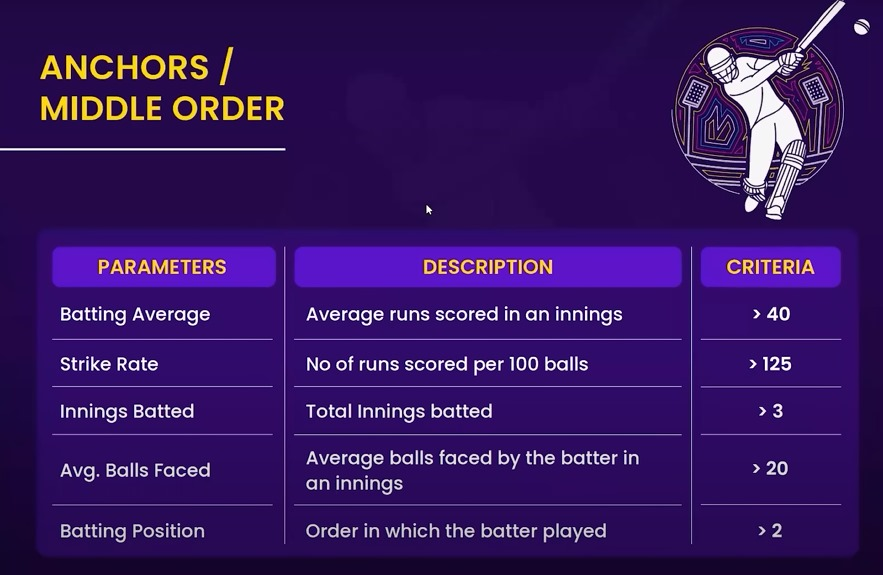 ANCHORS /
MIDDLE ORDER
PARAMETERS DESCRIPTION CRITERIA
Batting Average Average runs scored in an innings > 40
Strike Rate No of runs scored per 100 balls > 125
Innings Batted Total Innings batted > 3
Avg. Balls Faced Average balls faced by the batter in
an innings > 20
Batting Position Order in which the batter played > 2